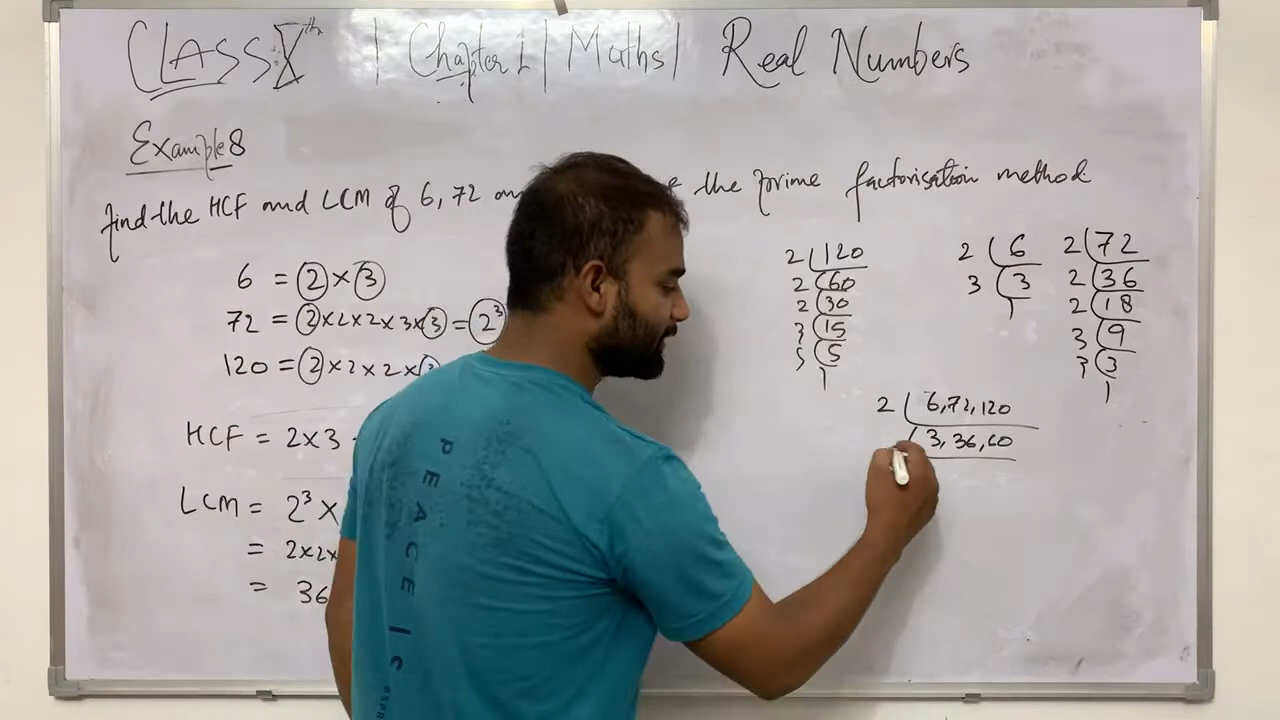 CLASS Xth | Chapter 1 | Maths | Real Numbers
Example 8
find the HCF and LCM of 6, 72 the prime factorisation method
6 = 2 × 3
72 = 2×2×2×3×3 = 2³
120 = 2×2×2×
HCF = 2×3
LCM = 2³ ×
= 2×2×
= 36
2 | 120
2 | 60
2 | 30
3 | 15
5 | 5
1
2 | 6
3 | 3
1
2 | 72
2 | 36
2 | 18
3 | 9
3 | 3
1
2 | 6, 72, 120
3, 36, 60
PEACE